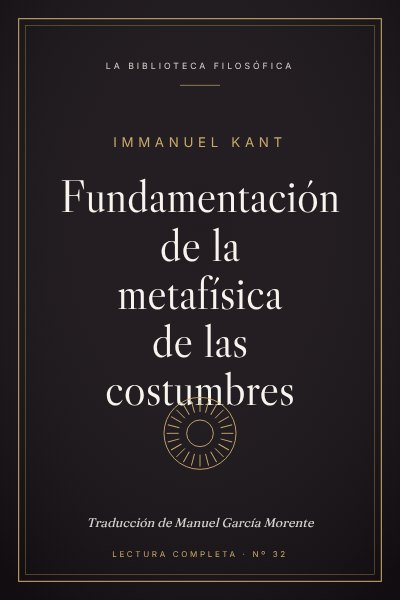 LA BIBLIOTECA FILOSÓFICA
IMMANUEL KANT
Fundamentación
de la
metafísica
de las
costumbres
Traducción de Manuel García Morente
LECTURA COMPLETA · Nº 32